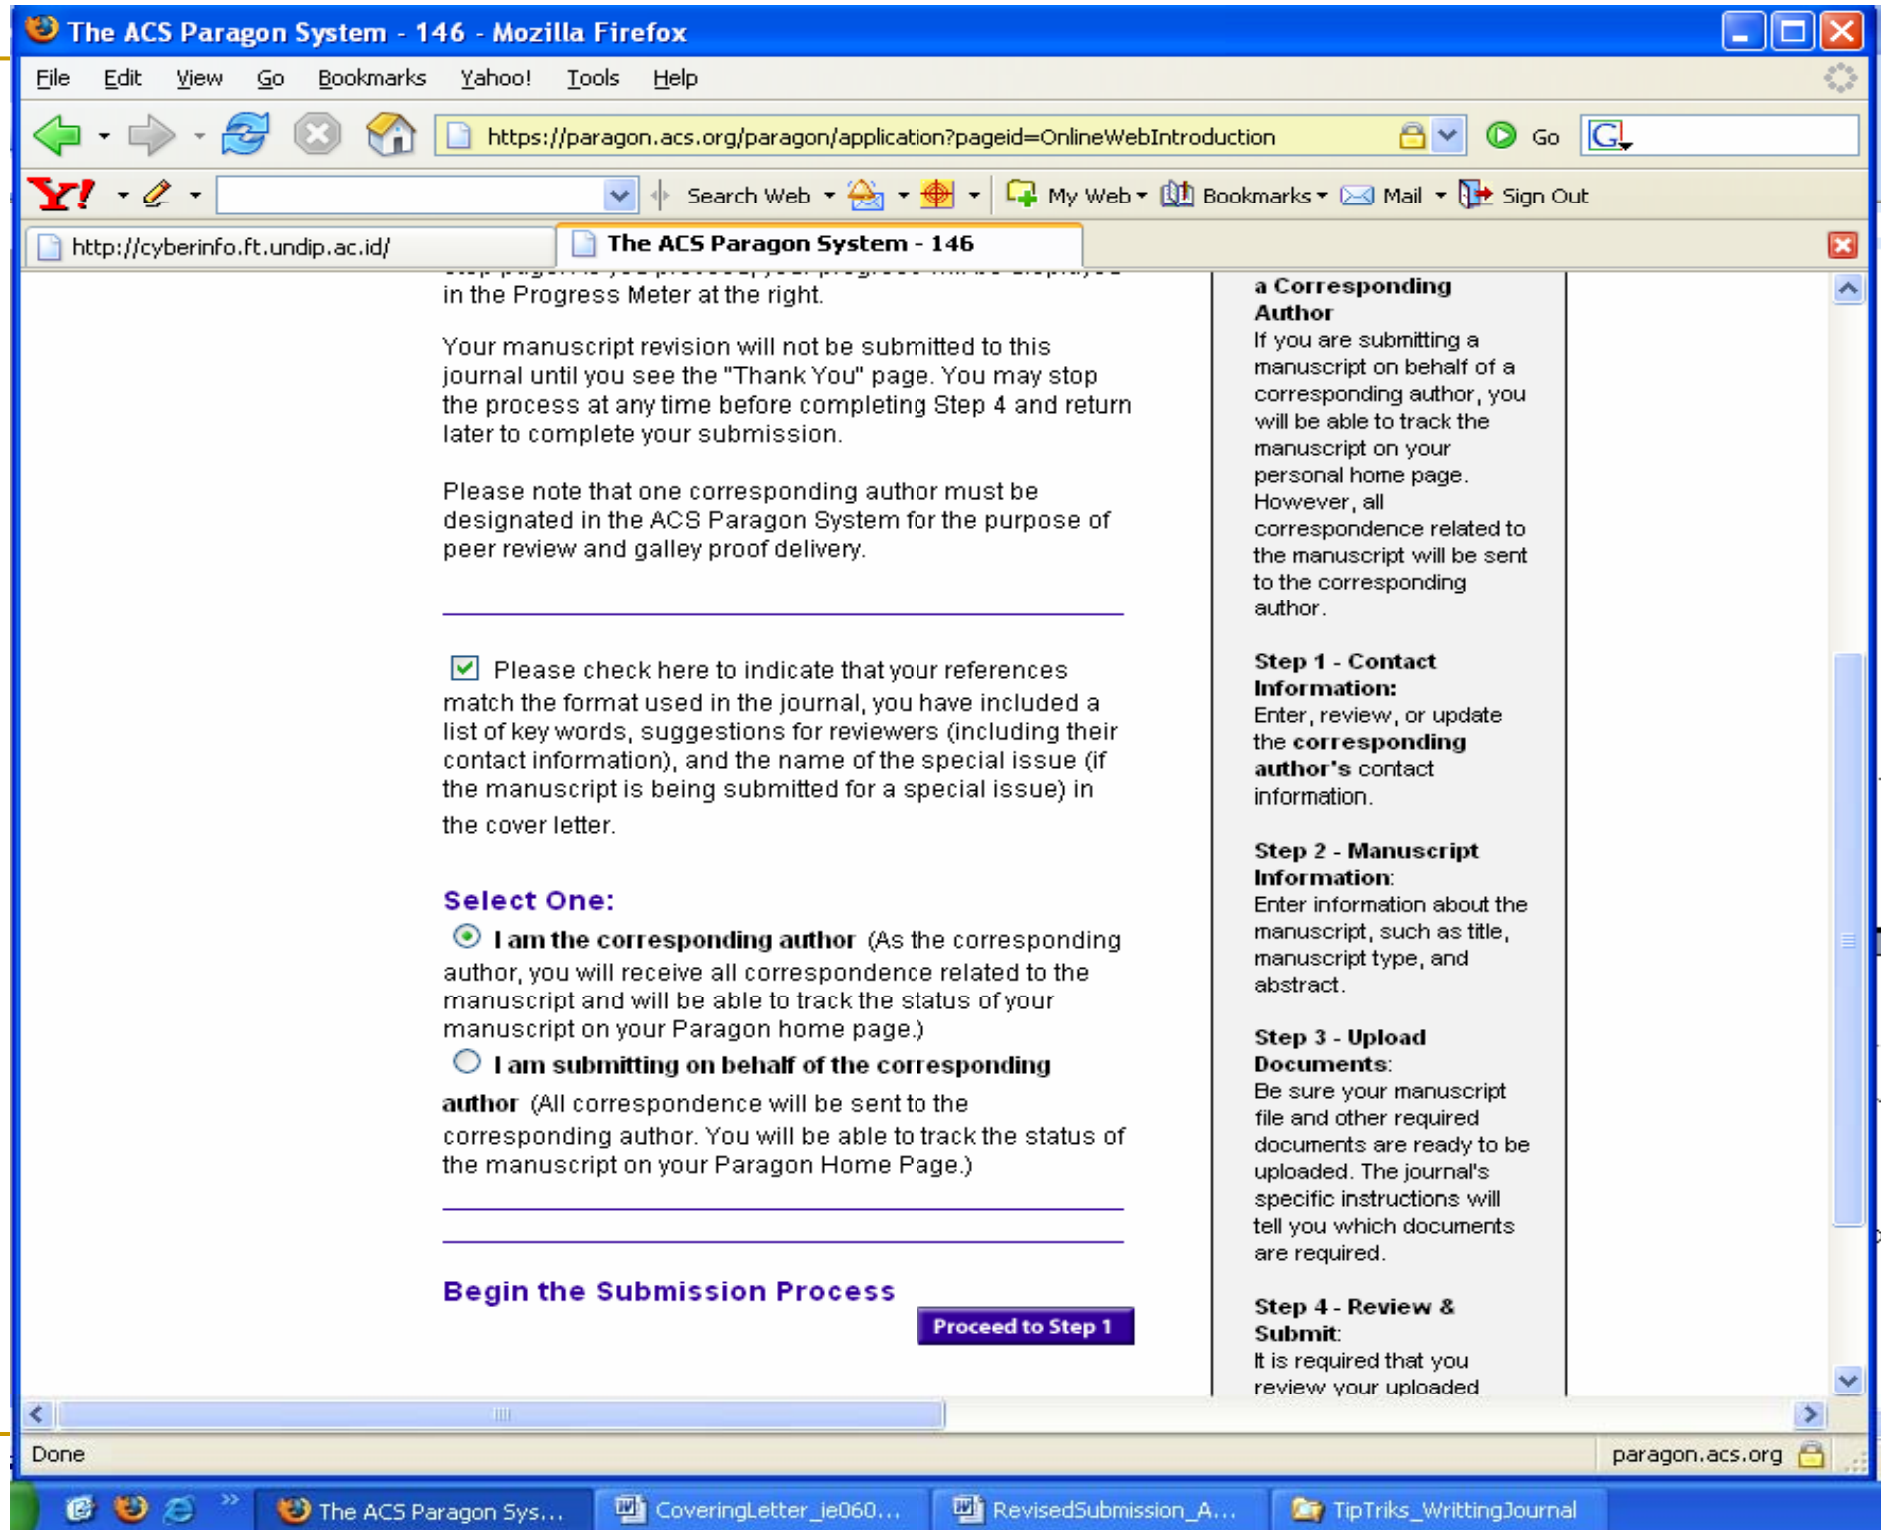 The ACS Paragon System - 146 - Mozilla Firefox
File Edit View Go Bookmarks Yahoo! Tools Help
https://paragon.acs.org/paragon/application?pageid=OnlineWebIntroduction Go G
Y! Search Web My Web Bookmarks Mail Sign Out
http://cyberinfo.ft.undip.ac.id/ The ACS Paragon System - 146
in the Progress Meter at the right.
Your manuscript revision will not be submitted to this
journal until you see the "Thank You" page. You may stop
the process at any time before completing Step 4 and return
later to complete your submission.
Please note that one corresponding author must be
designated in the ACS Paragon System for the purpose of
peer review and galley proof delivery.
Please check here to indicate that your references
match the format used in the journal, you have included a
list of key words, suggestions for reviewers (including their
contact information), and the name of the special issue (if
the manuscript is being submitted for a special issue) in
the cover letter.
Select One:
I am the corresponding author (As the corresponding
author, you will receive all correspondence related to the
manuscript and will be able to track the status of your
manuscript on your Paragon home page.)
I am submitting on behalf of the corresponding
author (All correspondence will be sent to the
corresponding author. You will be able to track the status of
the manuscript on your Paragon Home Page.)
Begin the Submission Process
Proceed to Step 1
a Corresponding
Author
If you are submitting a
manuscript on behalf of a
corresponding author, you
will be able to track the
manuscript on your
personal home page.
However, all
correspondence related to
the manuscript will be sent
to the corresponding
author.
Step 1 - Contact
Information:
Enter, review, or update
the corresponding
author's contact
information.
Step 2 - Manuscript
Information:
Enter information about the
manuscript, such as title,
manuscript type, and
abstract.
Step 3 - Upload
Documents:
Be sure your manuscript
file and other required
documents are ready to be
uploaded. The journal's
specific instructions will
tell you which documents
are required.
Step 4 - Review &
Submit:
It is required that you
review your uploaded
Done paragon.acs.org
The ACS Paragon Sys... CoveringLetter_ie060... RevisedSubmission_A... TipTriks_WrittingJournal